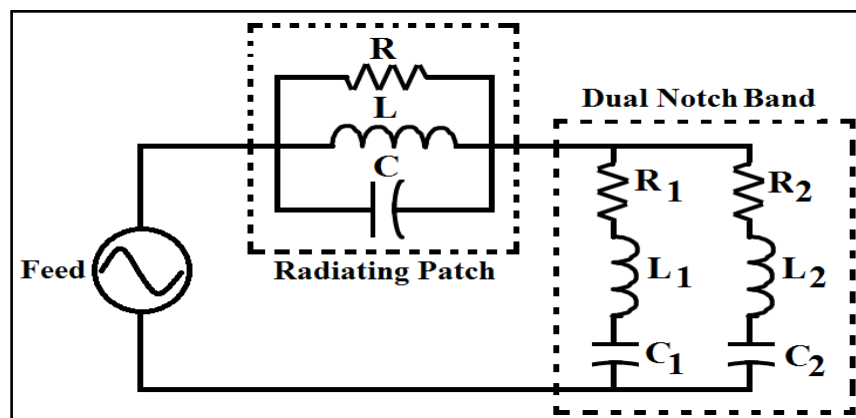 R
L
C
Radiating Patch
Feed
Dual Notch Band
R1
R2
L1
L2
C1
C2